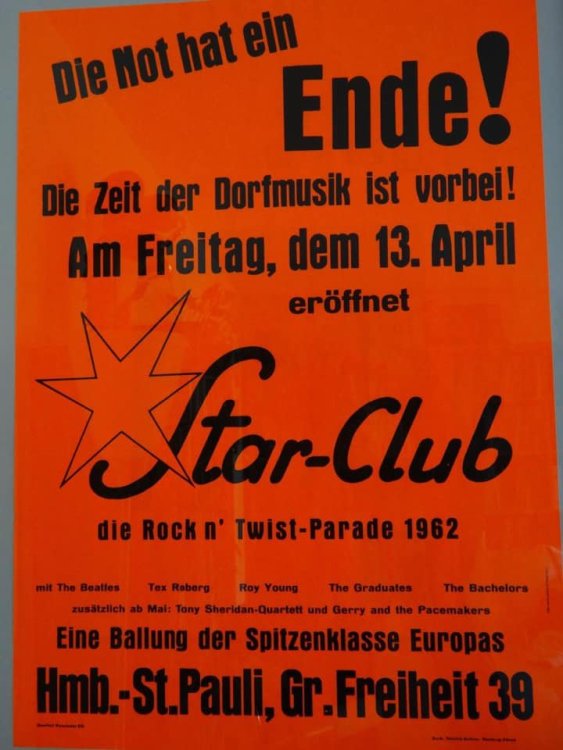 Die Not hat ein
Ende!
Die Zeit der Dorfmusik ist vorbei!
Am Freitag, dem 13. April
eröffnet
Star-Club
die Rock n' Twist-Parade 1962
mit The Beatles Tex Roberg Roy Young The Graduates The Bachelors
zusätzlich ab Mai: Tony Sheridan-Quartett und Gerry and the Pacemakers
Eine Ballung der Spitzenklasse Europas
Hmb.-St.Pauli, Gr. Freiheit 39